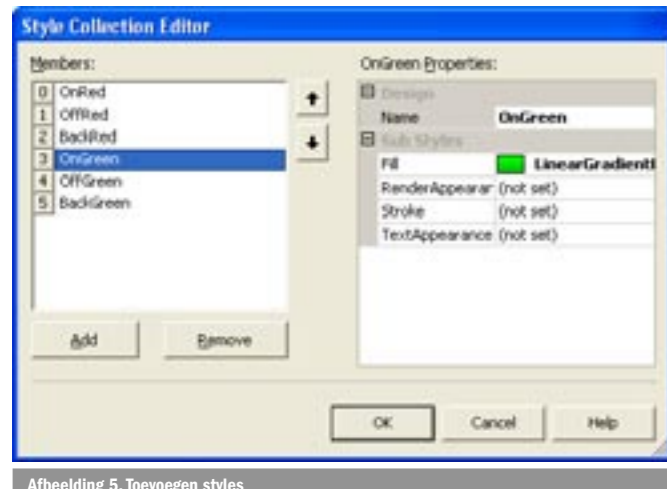 Style Collection Editor
Members:
0 OnRed
1 OffRed
2 BackRed
3 OnGreen
4 OffGreen
5 BackGreen
Add Remove
OnGreen Properties:
Design
Name OnGreen
Sub Styles
Fill LinearGradient
RenderAppearar (not set)
Stroke (not set)
TextAppearance (not set)
OK Cancel Help
Afbeelding 5. Toevoegen styles